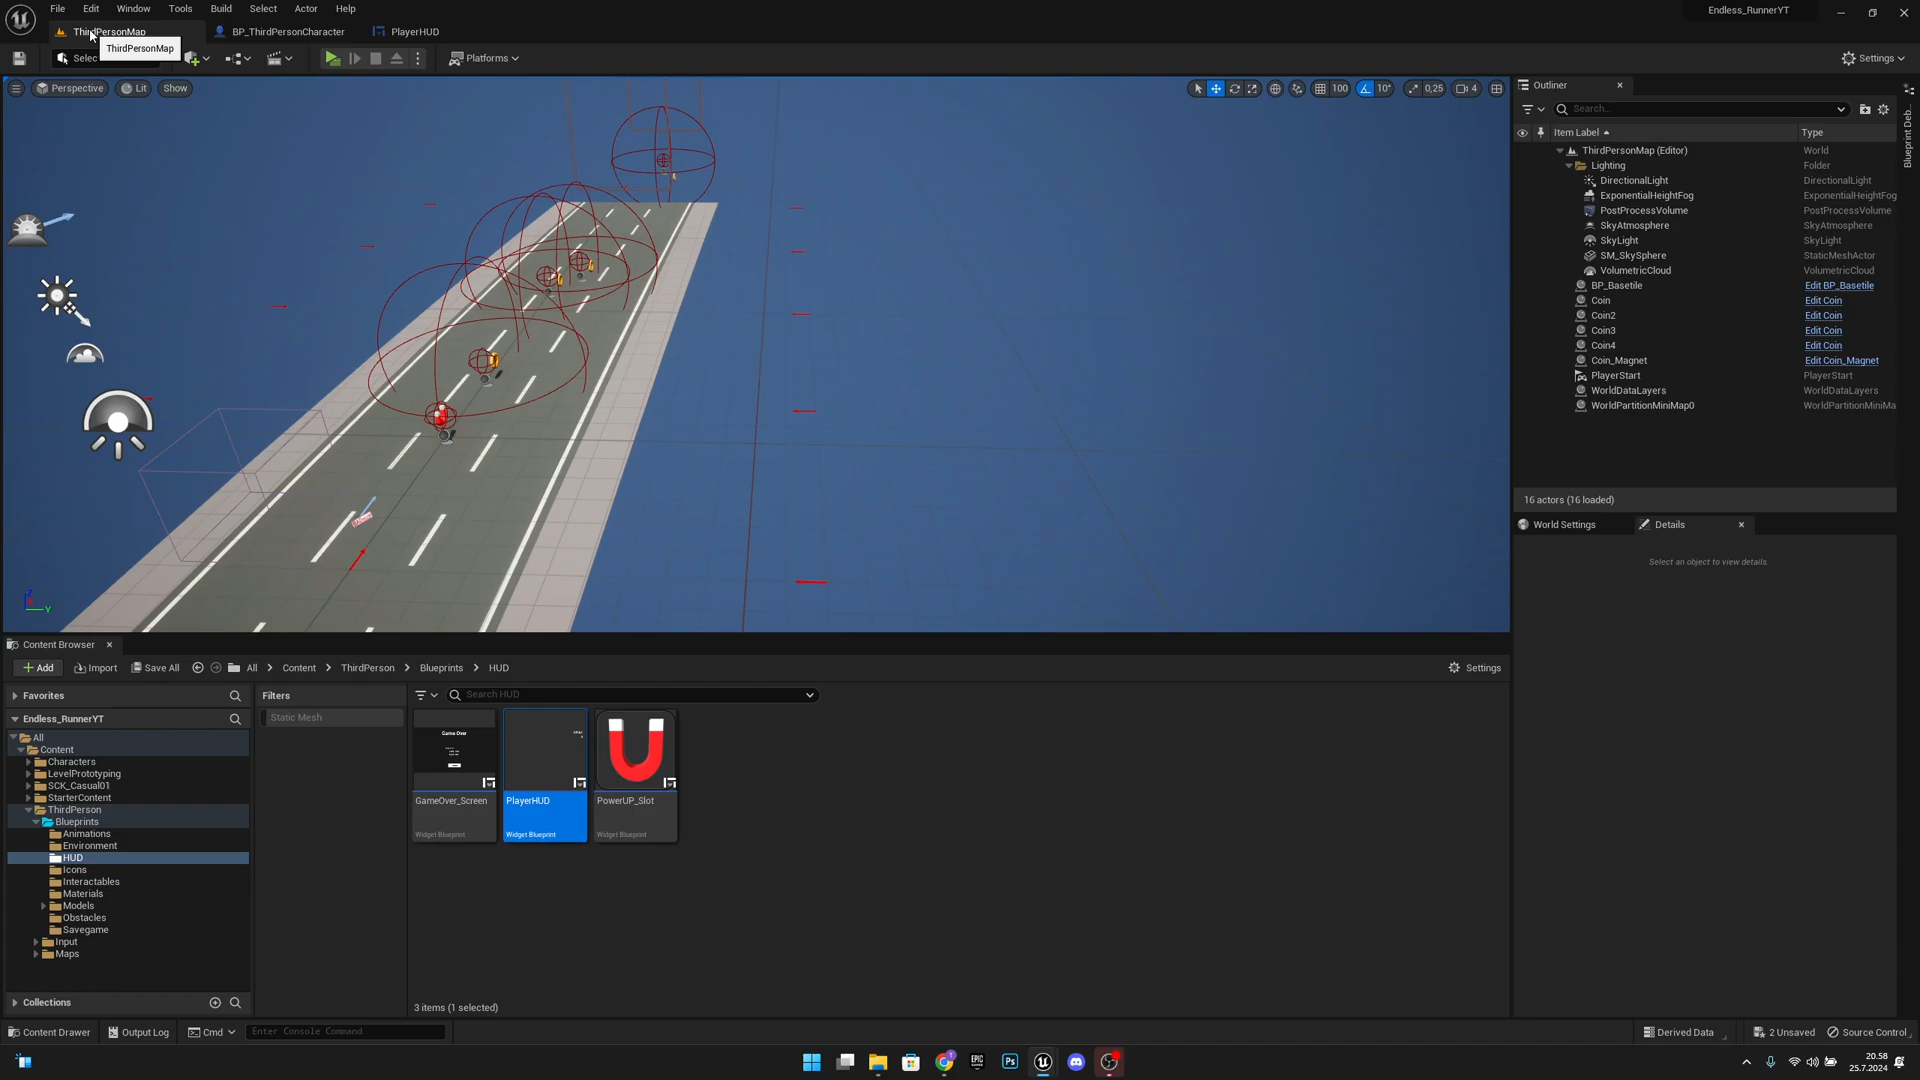 File Edit Window Tools Build Select Actor Help
Endless_RunnerYT
ThirdPersonMap BP_ThirdPersonCharacter PlayerHUD
ThirdPersonMap
Selec Platforms Settings
Perspective Lit Show 100 10° 0,25 4
Outliner
Search...
Item Label Type
ThirdPersonMap (Editor) World
Lighting Folder
DirectionalLight DirectionalLight
ExponentialHeightFog ExponentialHeightFog
PostProcessVolume PostProcessVolume
SkyAtmosphere SkyAtmosphere
SkyLight SkyLight
SM_SkySphere StaticMeshActor
VolumetricCloud VolumetricCloud
BP_Basetile Edit BP_Basetile
Coin Edit Coin
Coin2 Edit Coin
Coin3 Edit Coin
Coin4 Edit Coin
Coin_Magnet Edit Coin_Magnet
PlayerStart PlayerStart
WorldDataLayers WorldDataLayers
WorldPartitionMiniMap0 WorldPartitionMiniMa
16 actors (16 loaded)
World Settings Details
Select an object to view details.
Blueprint Deb...
Z
Y
Content Browser
Add Import Save All All Content ThirdPerson Blueprints HUD Settings
Favorites
Endless_RunnerYT
All
Content
Characters
LevelPrototyping
SCK_Casual01
StarterContent
ThirdPerson
Blueprints
Animations
Environment
HUD
Icons
Interactables
Materials
Models
Obstacles
Savegame
Input
Maps
Collections
Filters
Static Mesh
Search HUD
Game Over
GameOver_Screen PlayerHUD PowerUP_Slot
Widget Blueprint Widget Blueprint Widget Blueprint
3 items (1 selected)
Content Drawer Output Log Cmd Enter Console Command Derived Data 2 Unsaved Source Control
EPIC
Ps
20.58
25.7.2024